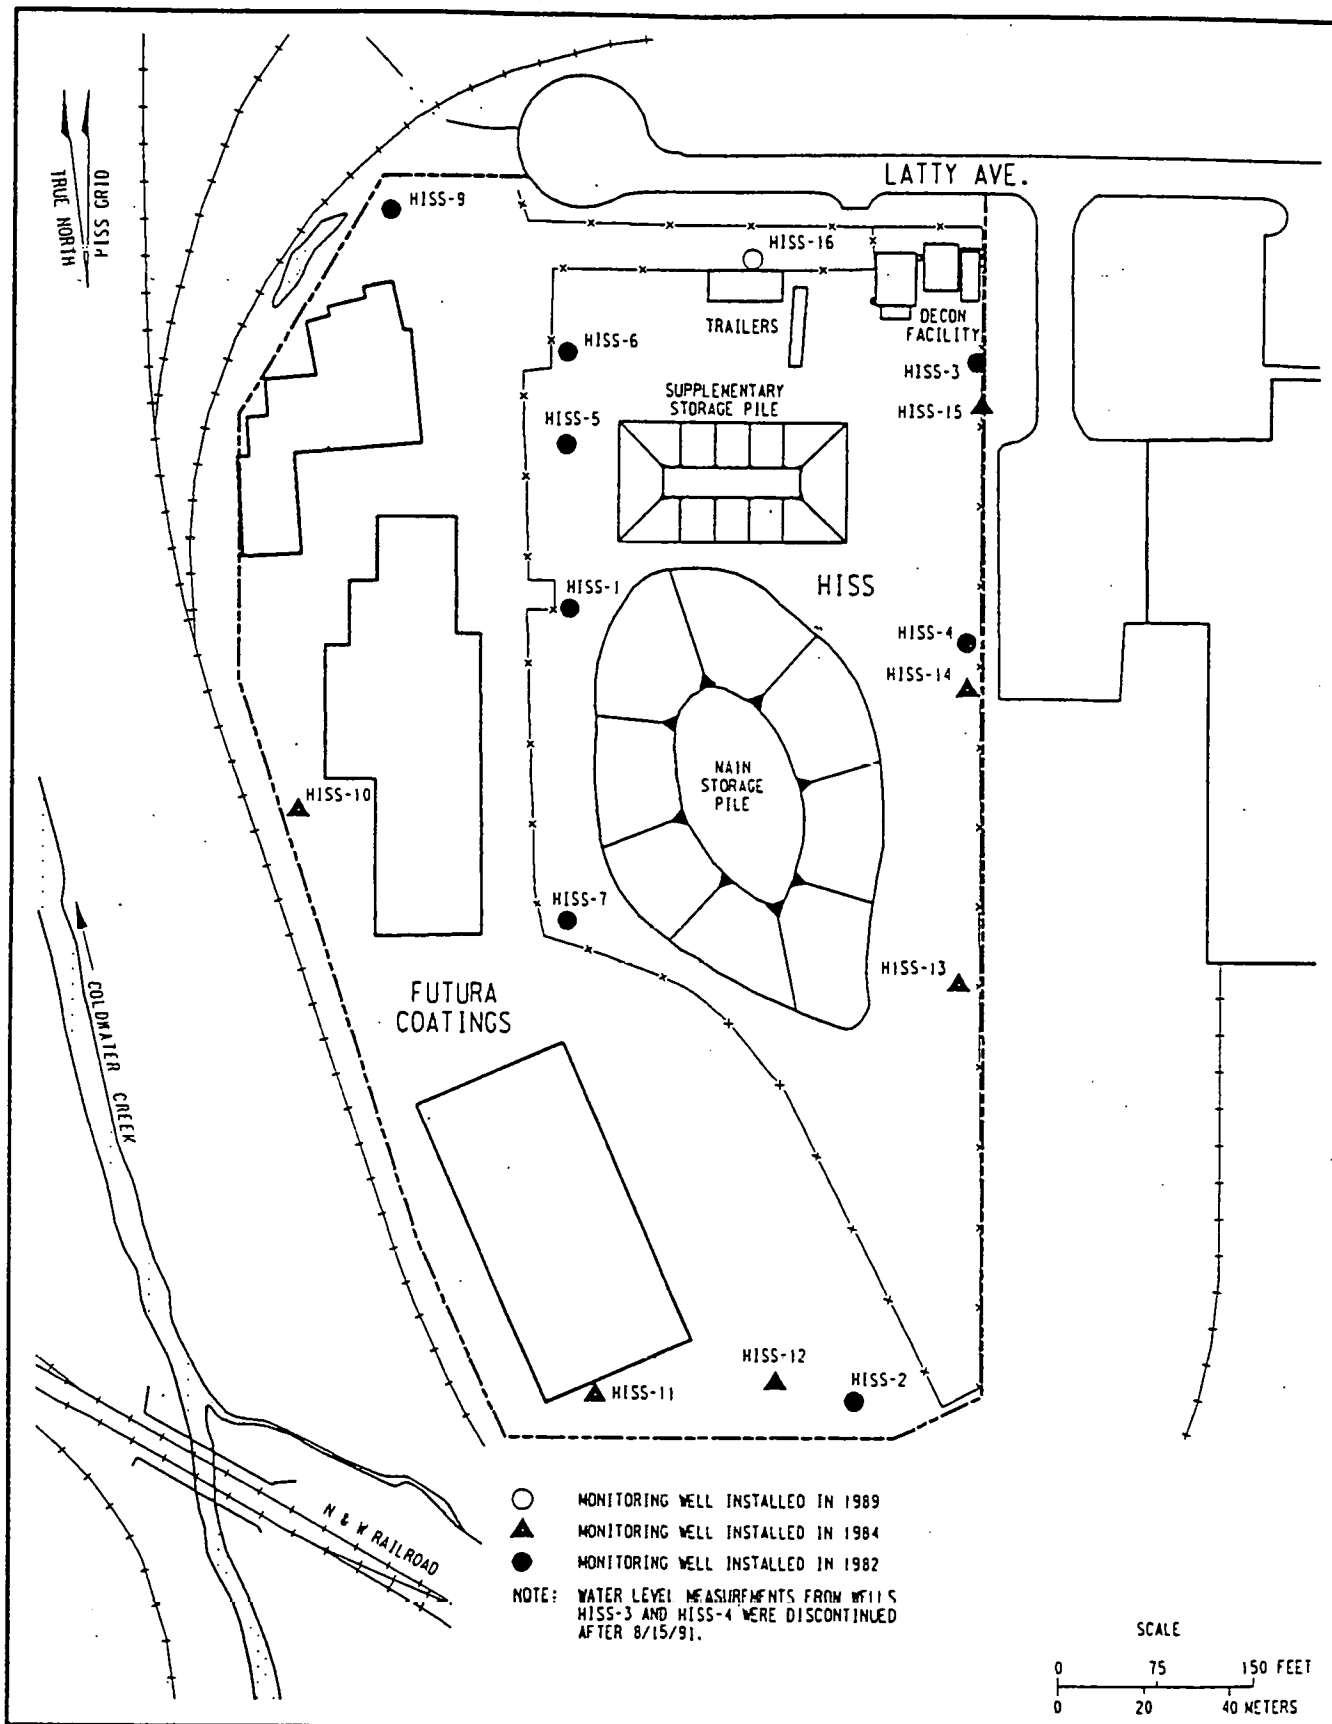 LATTY AVE.
HISS GRID
TRUE NORTH
HISS-9
HISS-16
TRAILERS
DECON
FACILITY
HISS-6
HISS-3
SUPPLEMENTARY
STORAGE PILE
HISS-15
HISS-5
HISS-1
HISS
HISS-4
HISS-14
MAIN
STORAGE
PILE
HISS-10
HISS-7
HISS-13
FUTURA
COATINGS
COLDWATER CREEK
HISS-12
HISS-11
HISS-2
N & W RAILROAD
MONITORING WELL INSTALLED IN 1989
MONITORING WELL INSTALLED IN 1984
MONITORING WELL INSTALLED IN 1982
NOTE: WATER LEVEL MEASUREMENTS FROM WELLS
HISS-3 AND HISS-4 WERE DISCONTINUED
AFTER 8/15/91.
SCALE
0 75 150 FEET
0 20 40 METERS